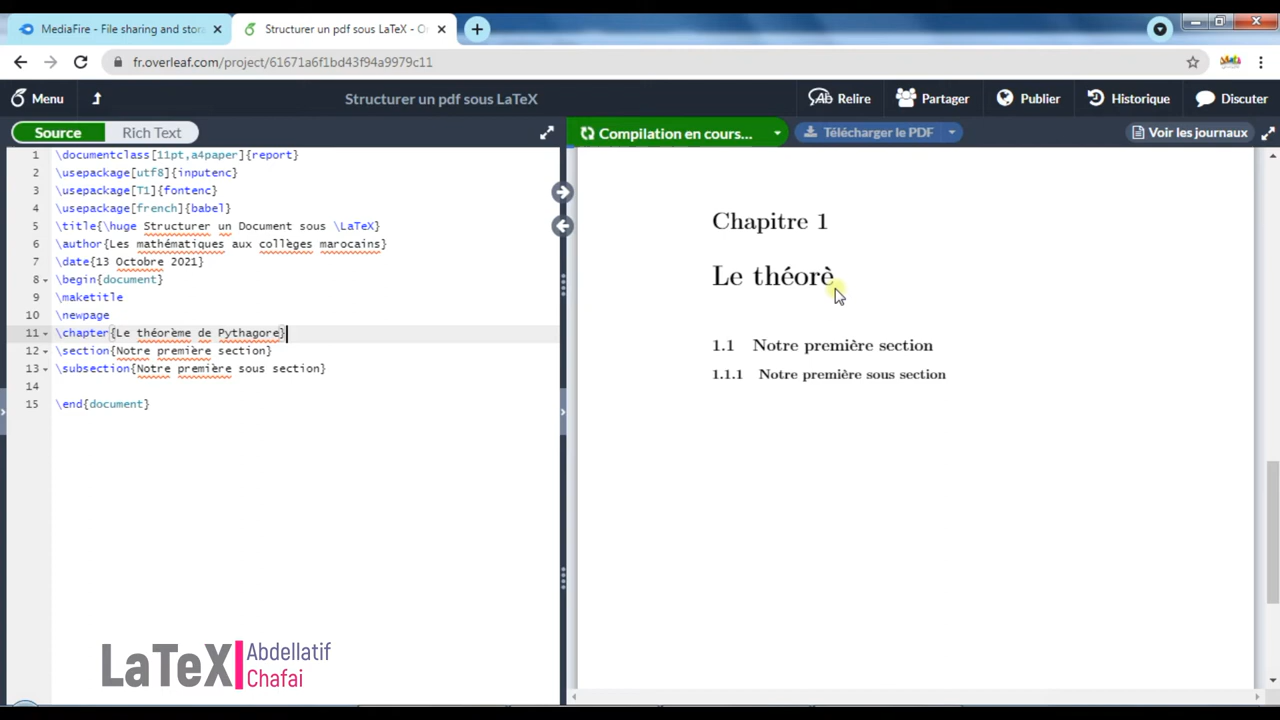 MediaFire - File sharing and stora
Structurer un pdf sous LaTeX - O
fr.overleaf.com/project/61671a6f1bd43f94a9979c11
Menu
Structurer un pdf sous LaTeX
Relire
Partager
Publier
Historique
Discuter
Source
Rich Text
Compilation en cours...
Télécharger le PDF
Voir les journaux
1 \documentclass[11pt,a4paper]{report}
2 \usepackage[utf8]{inputenc}
3 \usepackage[T1]{fontenc}
4 \usepackage[french]{babel}
5 \title{\huge Structurer un Document sous \LaTeX}
6 \author{Les mathématiques aux collèges marocains}
7 \date{13 Octobre 2021}
8 \begin{document}
9 \maketitle
10 \newpage
11 \chapter{Le théorème de Pythagore}
12 \section{Notre première section}
13 \subsection{Notre première sous section}
14
15 \end{document}
Chapitre 1
Le théorè
1.1 Notre première section
1.1.1 Notre première sous section
LaTeX
Abdellatif
Chafai